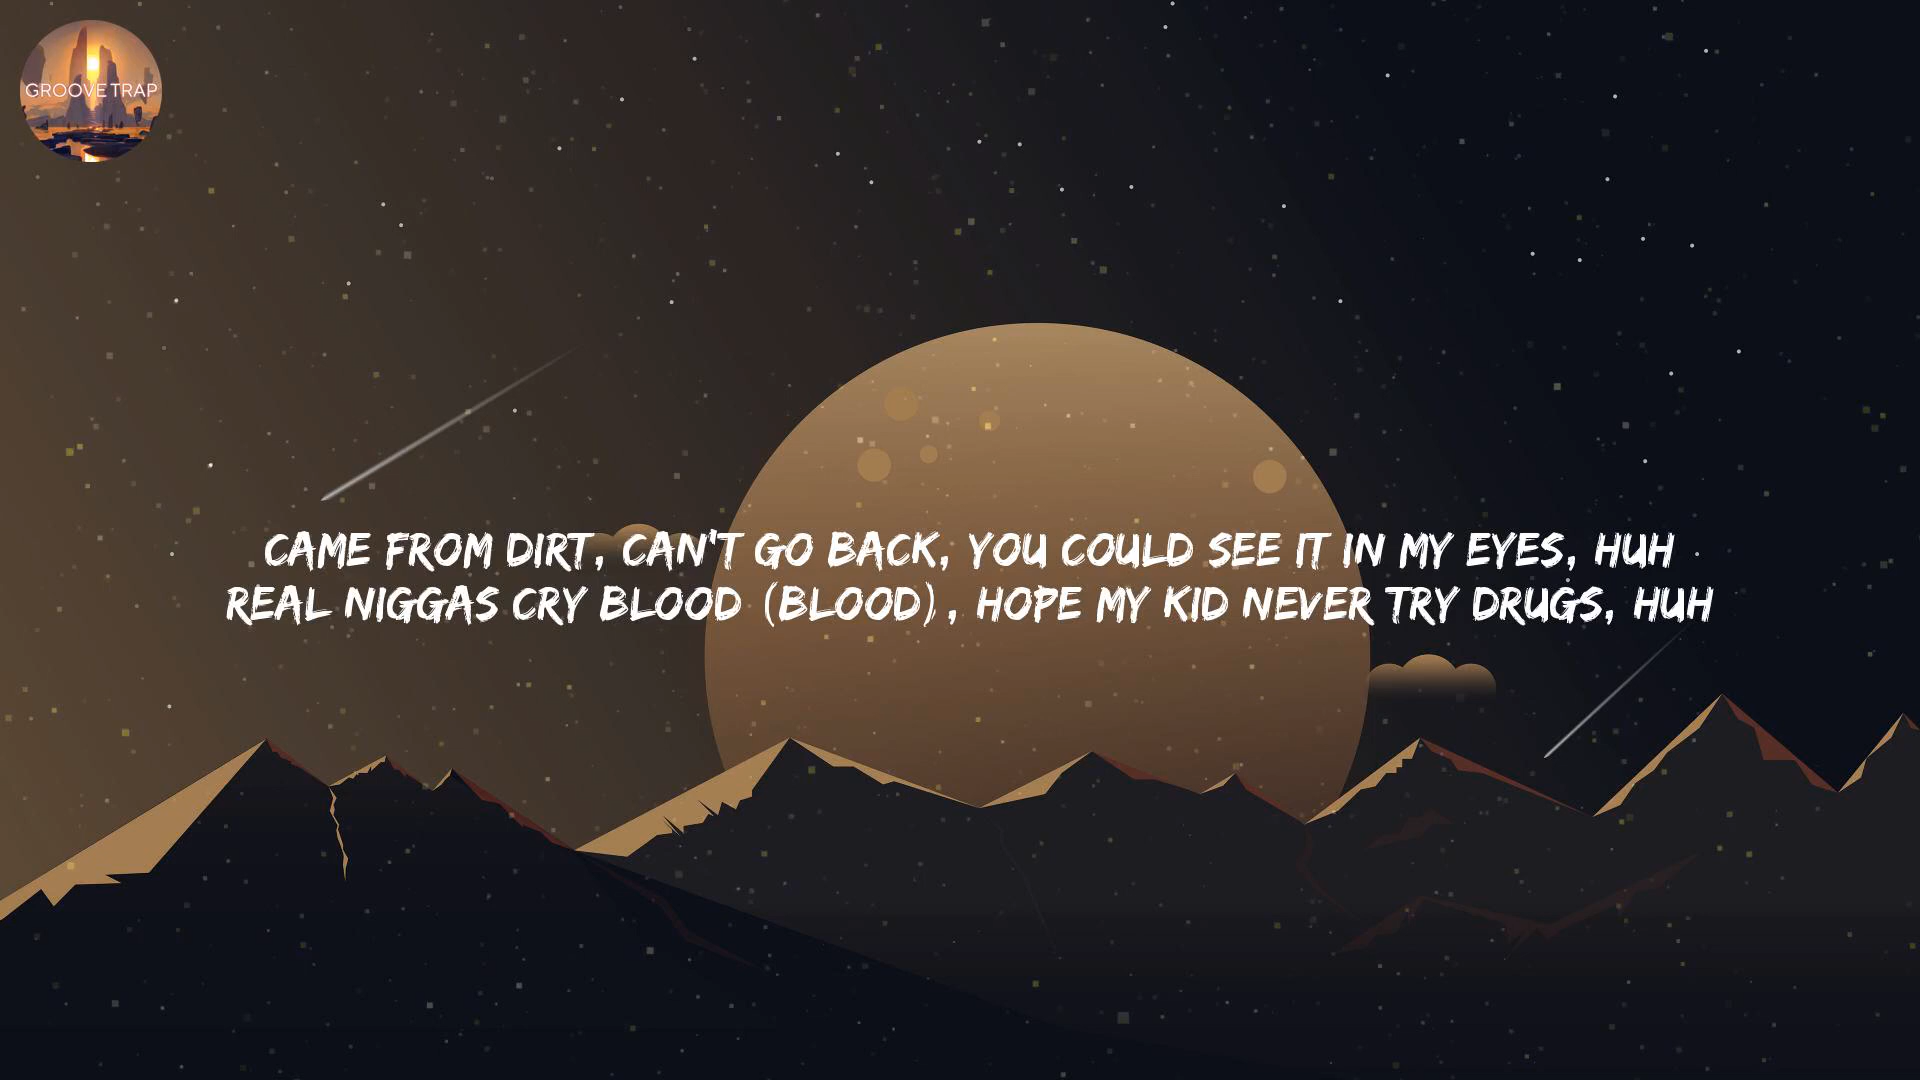 GROOVE TRAP
CAME FROM DIRT, CAN'T GO BACK, YOU COULD SEE IT IN MY EYES, HUH
REAL NIGGAS CRY BLOOD (BLOOD), HOPE MY KID NEVER TRY DRUGS, HUH